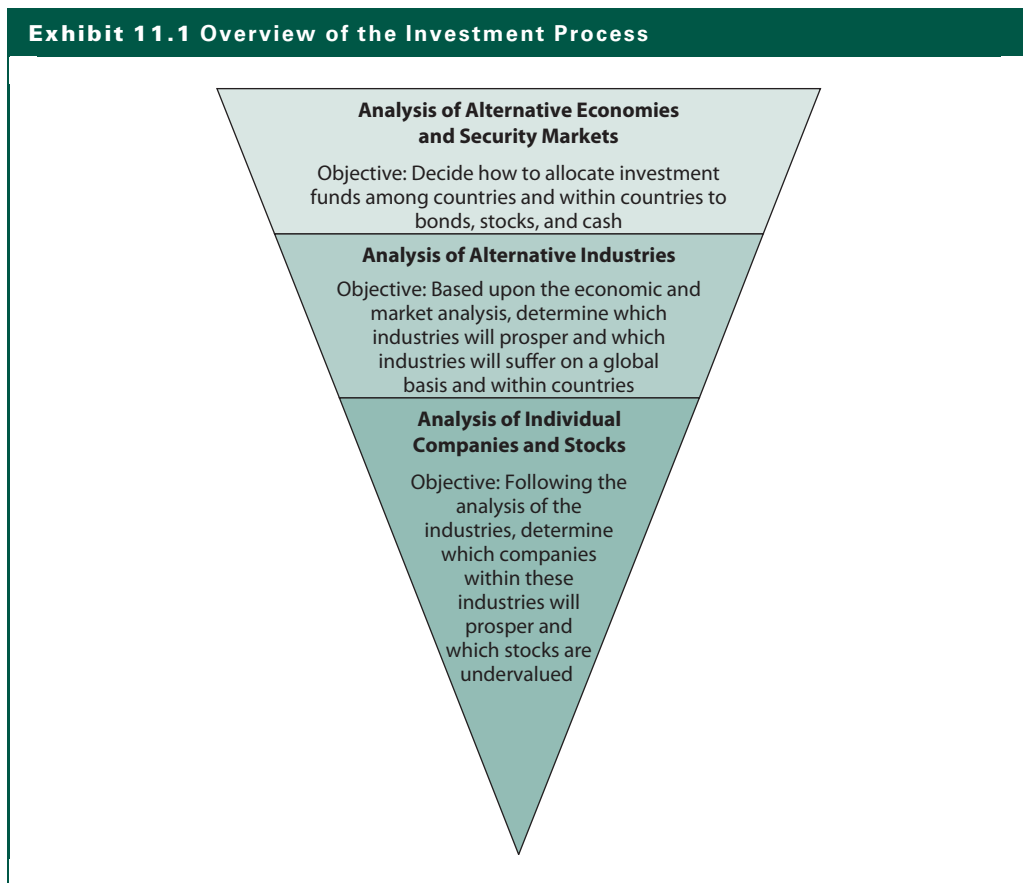 Exhibit 11.1 Overview of the Investment Process
Analysis of Alternative Economies
and Security Markets
Objective: Decide how to allocate investment
funds among countries and within countries to
bonds, stocks, and cash
Analysis of Alternative Industries
Objective: Based upon the economic and
market analysis, determine which
industries will prosper and which
industries will suffer on a global
basis and within countries
Analysis of Individual
Companies and Stocks
Objective: Following the
analysis of the
industries, determine
which companies
within these
industries will
prosper and
which stocks are
undervalued